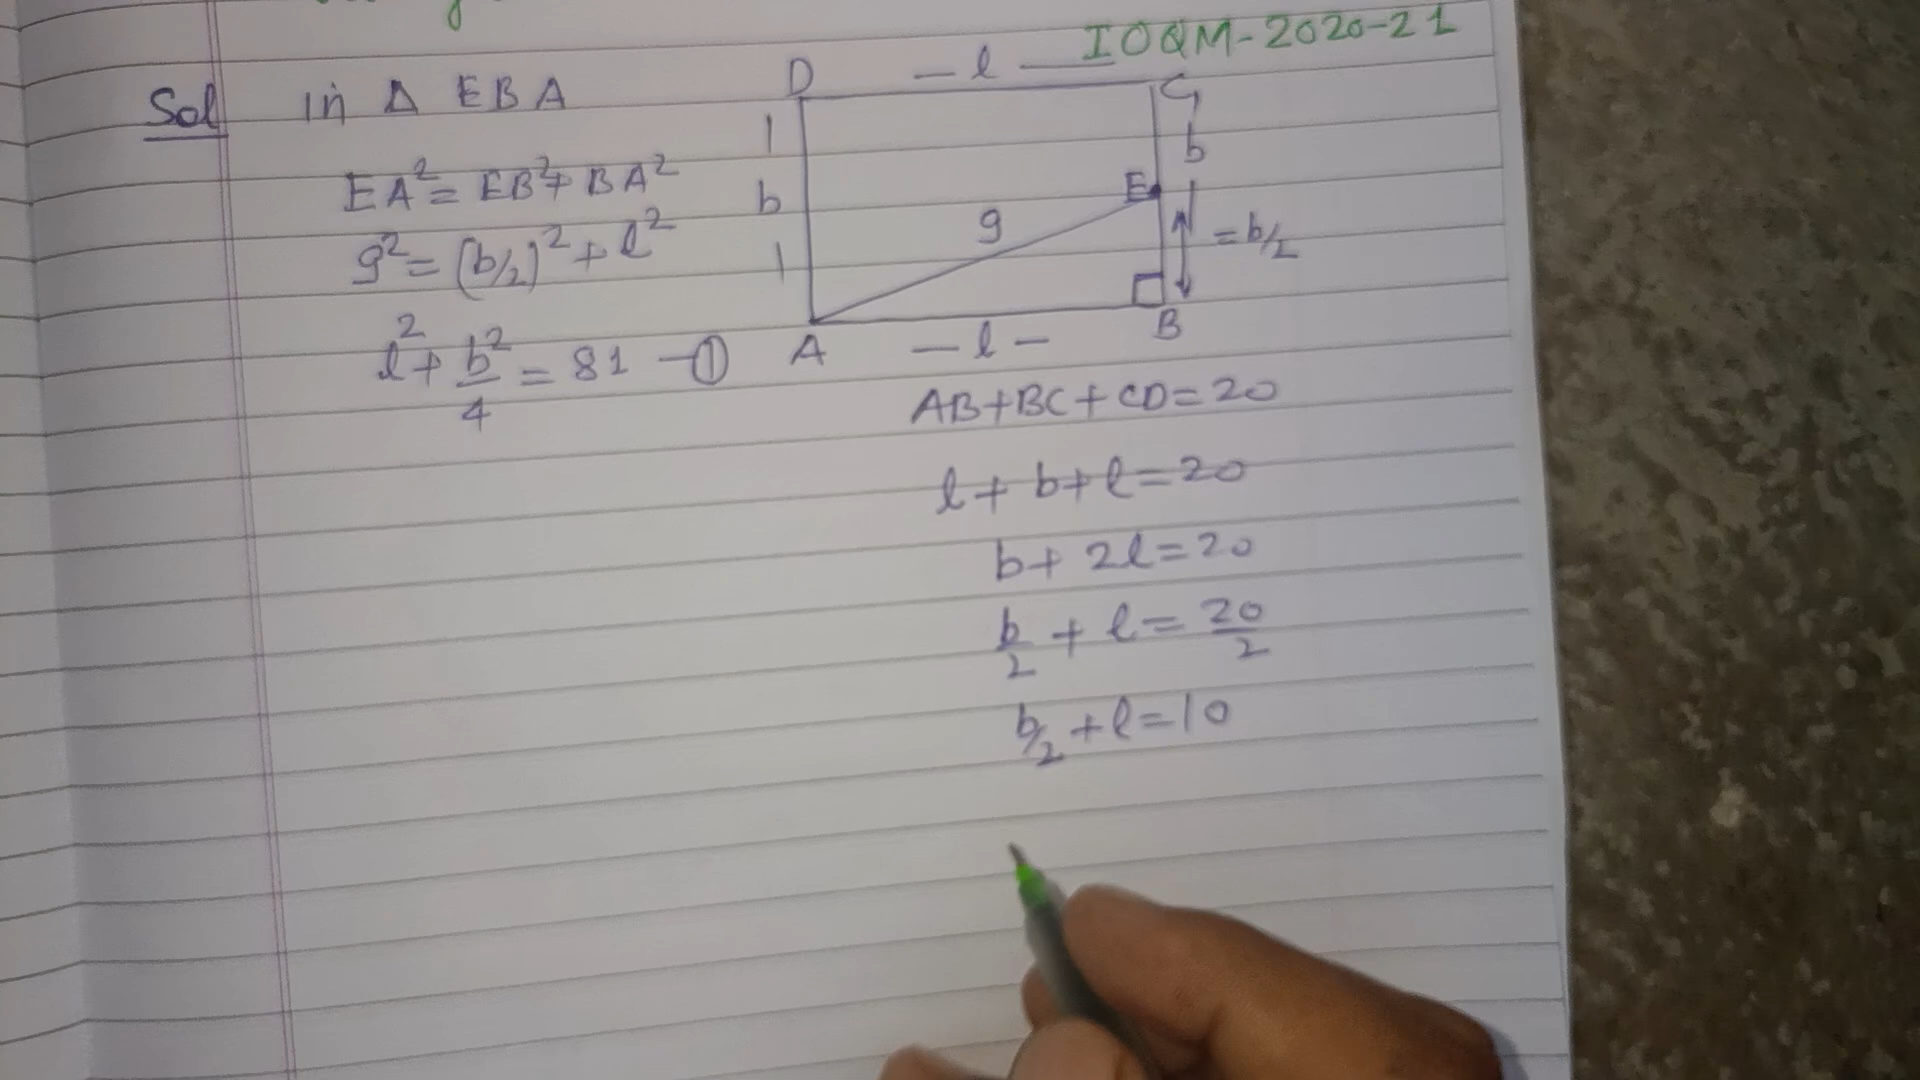 IOQM-2020-21
Sol in Δ EBA
EA² = EB² + BA²
9² = (b/2)² + l²
l² + b²/4 = 81 -①
D - l - C
l
b
l
b
E
9
= b/2
A - l - B
AB+BC+CD=20
l + b + l = 20
b + 2l = 20
b/2 + l = 20/2
b/2 + l = 10